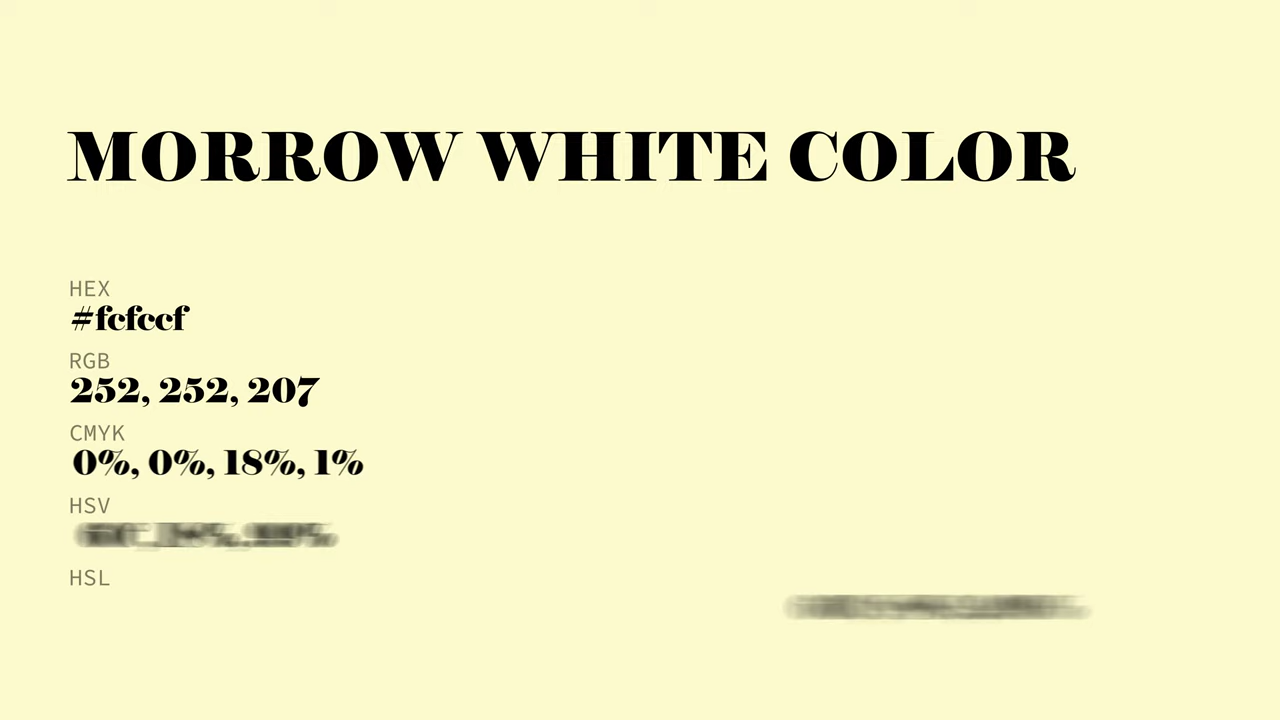 MORROW WHITE COLOR
HEX
#fcfccf
RGB
252, 252, 207
CMYK
0%, 0%, 18%, 1%
HSV
HSL